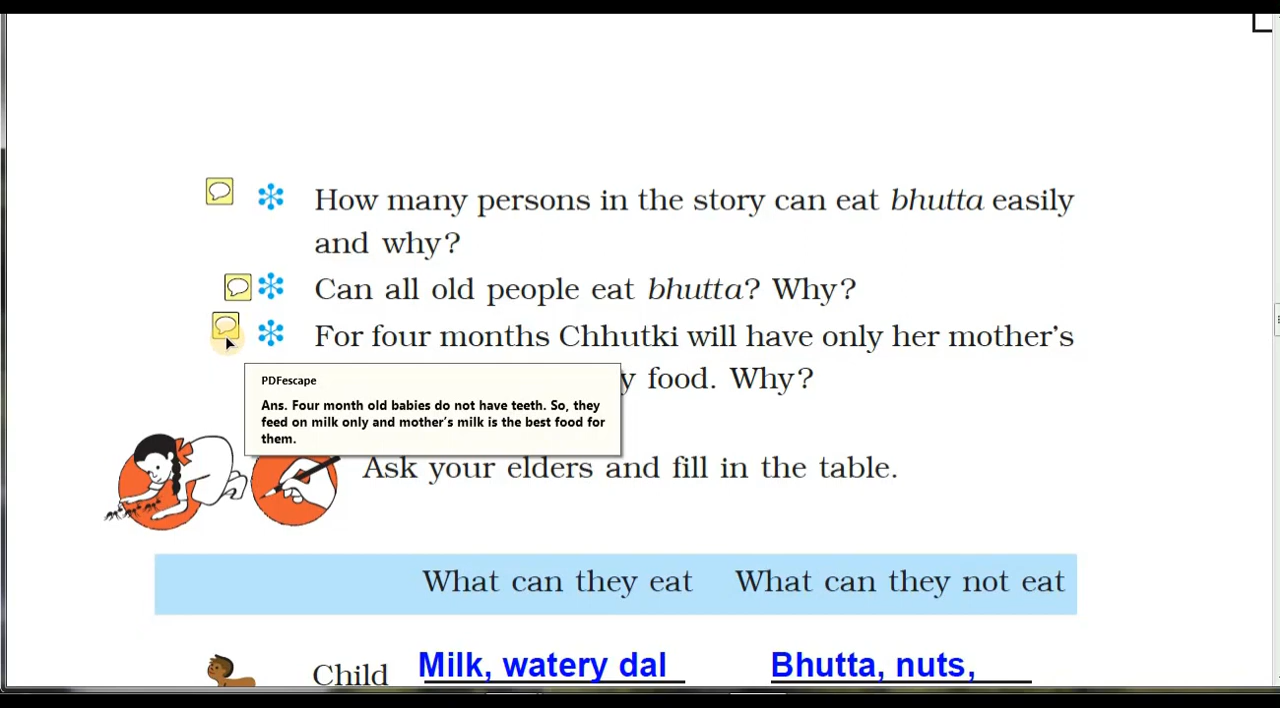 How many persons in the story can eat bhutta easily
and why?
Can all old people eat bhutta? Why?
For four months Chhutki will have only her mother's
y food. Why?
PDFescape
Ans. Four month old babies do not have teeth. So, they
feed on milk only and mother's milk is the best food for
them.
Ask your elders and fill in the table.
What can they eat What can they not eat
Child Milk, watery dal Bhutta, nuts,